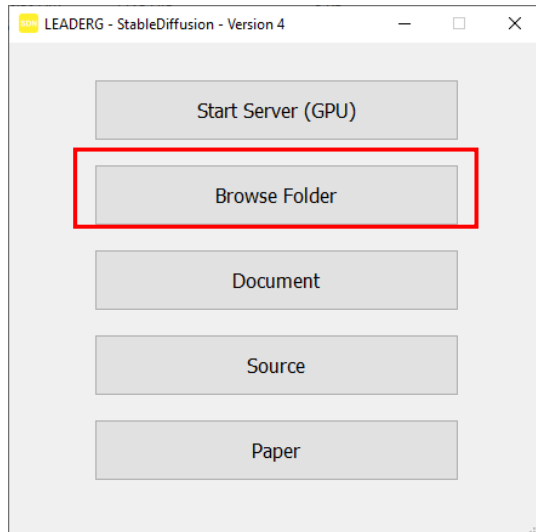 LEADERG - StableDiffusion - Version 4
Start Server (GPU)
Browse Folder
Document
Source
Paper